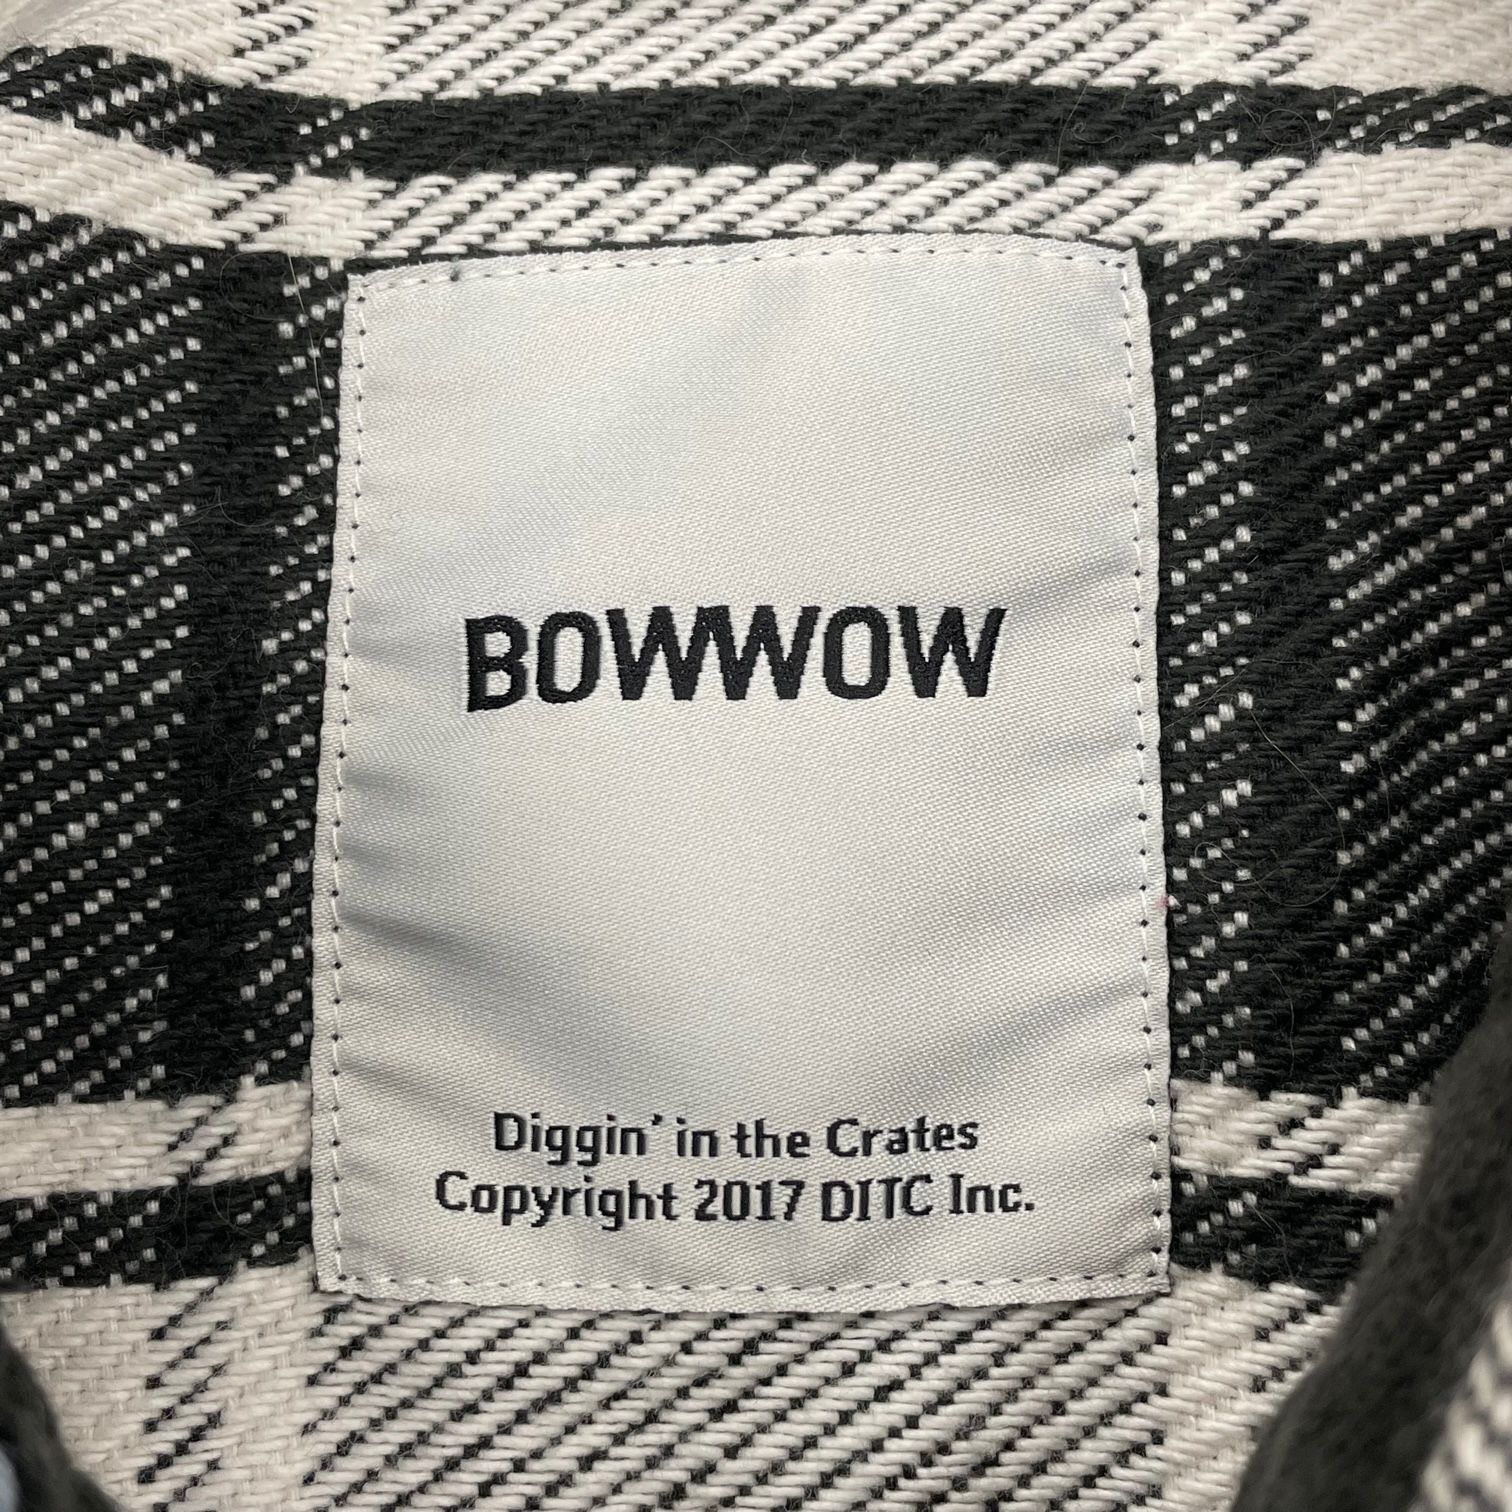 BOWWOW
Diggin' in the Crates
Copyright 2017 DITC Inc.